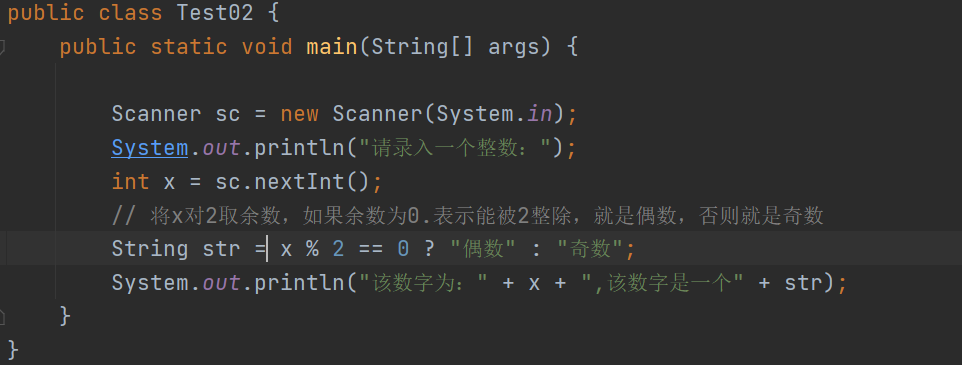 public class Test02 {
public static void main(String[] args) {
Scanner sc = new Scanner(System.in);
System.out.println("请录入一个整数：");
int x = sc.nextInt();
// 将x对2取余数，如果余数为0.表示能被2整除，就是偶数，否则就是奇数
String str = x % 2 == 0 ? "偶数" : "奇数";
System.out.println("该数字为：" + x + ",该数字是一个" + str);
}
}